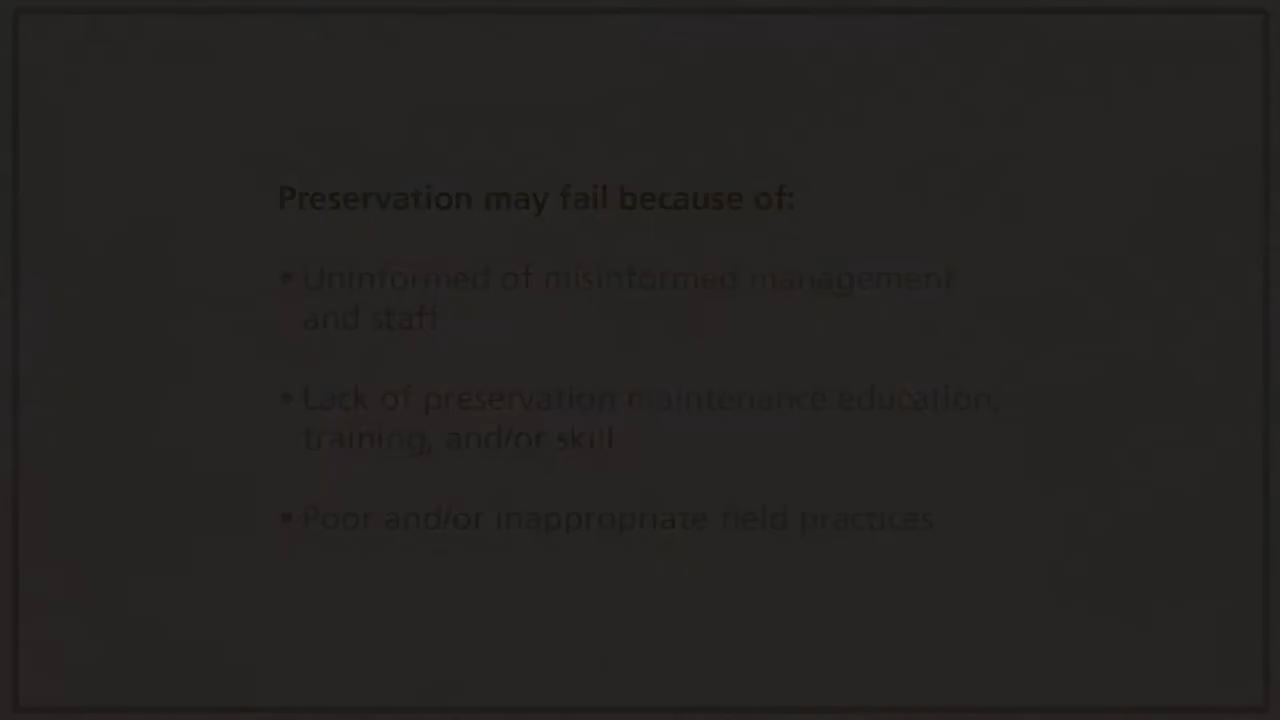 Preservation may fail because of:
• Uninformed of misinformed management
and staff
• Lack of preservation maintenance education,
training, and/or skill
• Poor and/or inappropriate field practices